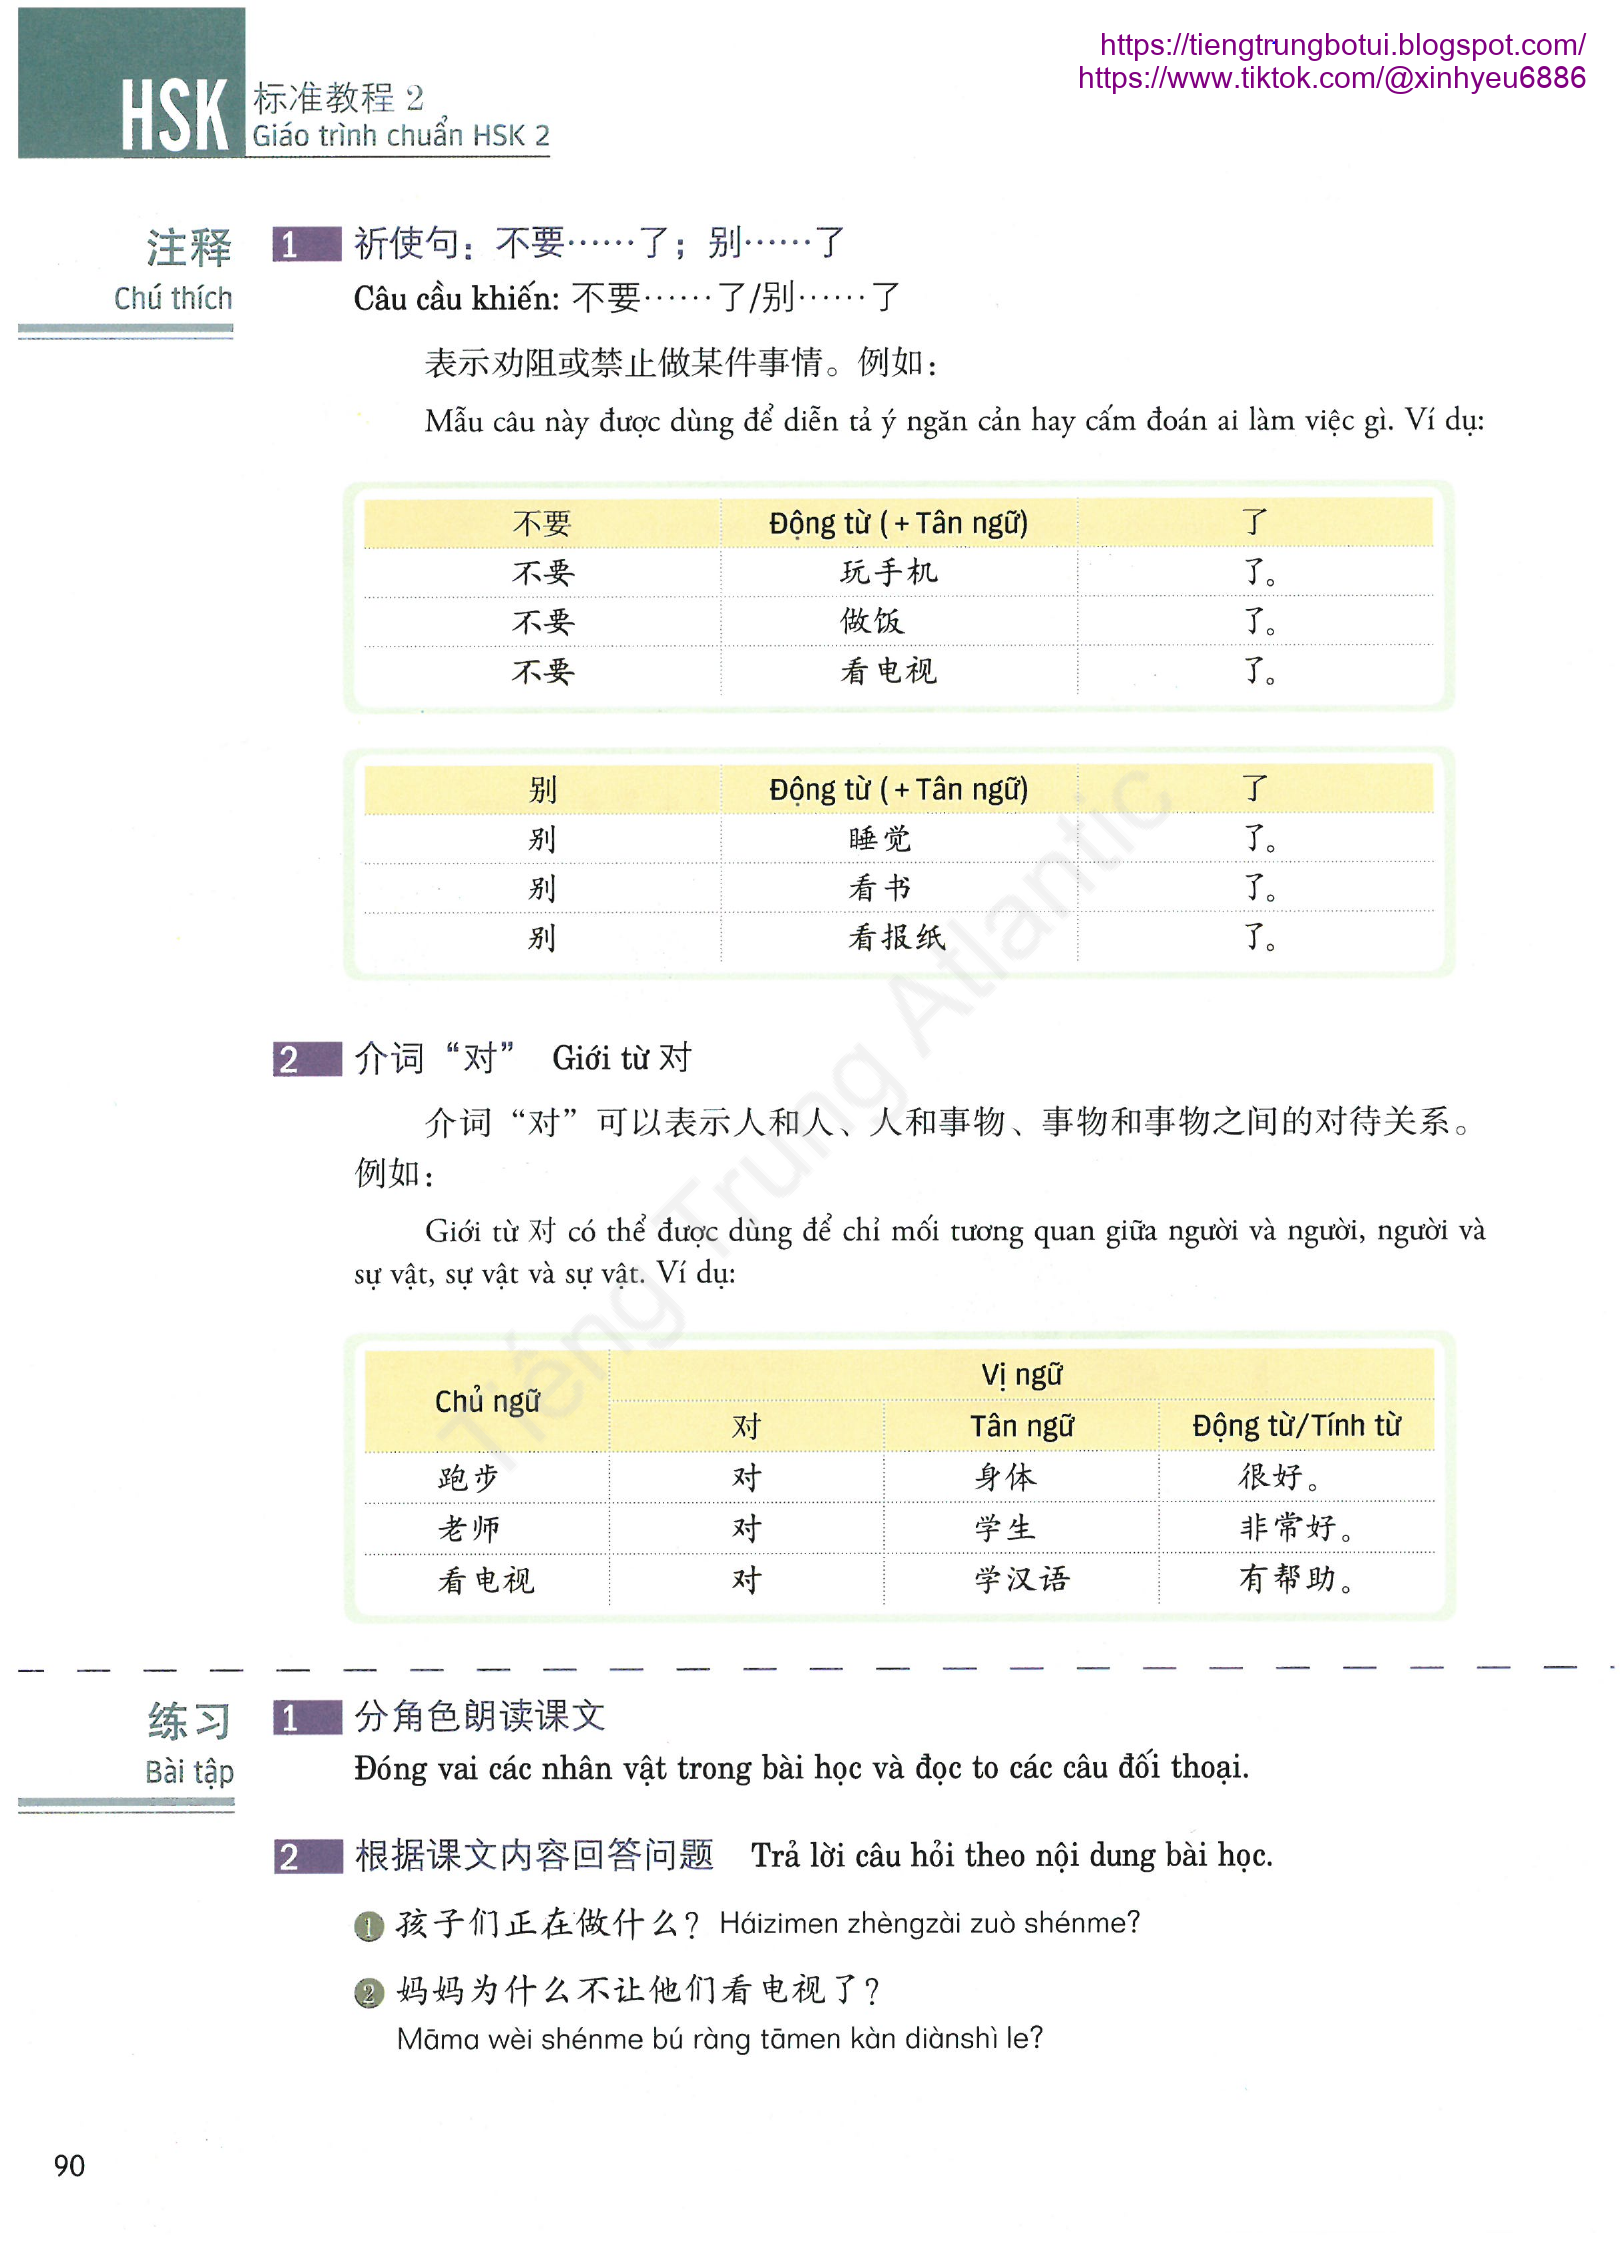 https://tiengtrungbotui.blogspot.com/
https://www.tiktok.com/@xinhyeu6886
HSK 标准教程 2
Giáo trình chuẩn HSK 2
注释
Chú thích
1 祈使句：不要……了；别……了
Câu cầu khiến: 不要……了/别……了
表示劝阻或禁止做某件事情。例如：
Mẫu câu này được dùng để diễn tả ý ngăn cản hay cấm đoán ai làm việc gì. Ví dụ:
不要 Động từ (+ Tân ngữ) 了
不要 玩手机 了。
不要 做饭 了。
不要 看电视 了。
别 Động từ (+ Tân ngữ) 了
别 睡觉 了。
别 看书 了。
别 看报纸 了。
2 介词“对” Giới từ 对
介词“对”可以表示人和人、人和事物、事物和事物之间的对待关系。
例如：
Giới từ 对 có thể được dùng để chỉ mối tương quan giữa người và người, người và
sự vật, sự vật và sự vật. Ví dụ:
Chủ ngữ Vị ngữ
对 Tân ngữ Động từ/Tính từ
跑步 对 身体 很好。
老师 对 学生 非常好。
看电视 对 学汉语 有帮助。
Tiếng Trung Atlantic
练习
Bài tập
1 分角色朗读课文
Đóng vai các nhân vật trong bài học và đọc to các câu đối thoại.
2 根据课文内容回答问题 Trả lời câu hỏi theo nội dung bài học.
1 孩子们正在做什么？ Háizimen zhèngzài zuò shénme?
2 妈妈为什么不让他们看电视了？
Māma wèi shénme bú ràng tāmen kàn diànshì le?
90